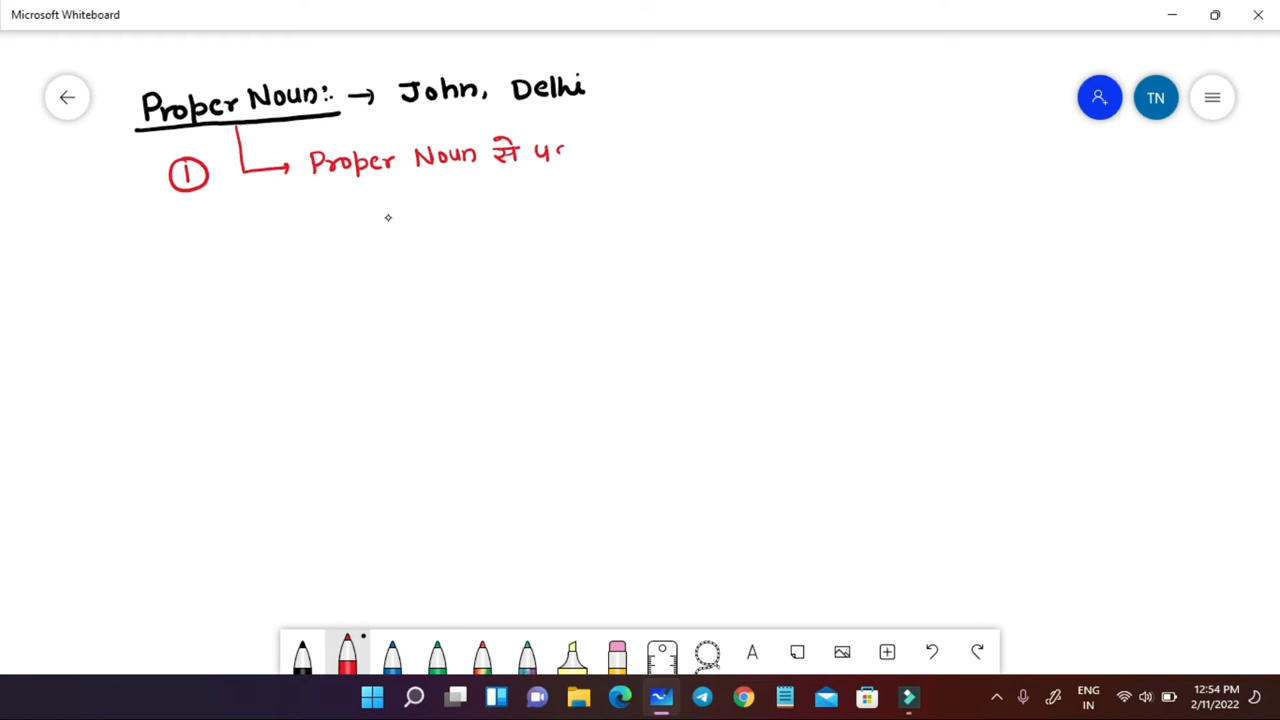 Microsoft Whiteboard
Proper Noun:- → John, Delhi
TN
① → Proper Noun से
A
ENG
IN
12:54 PM
2/11/2022